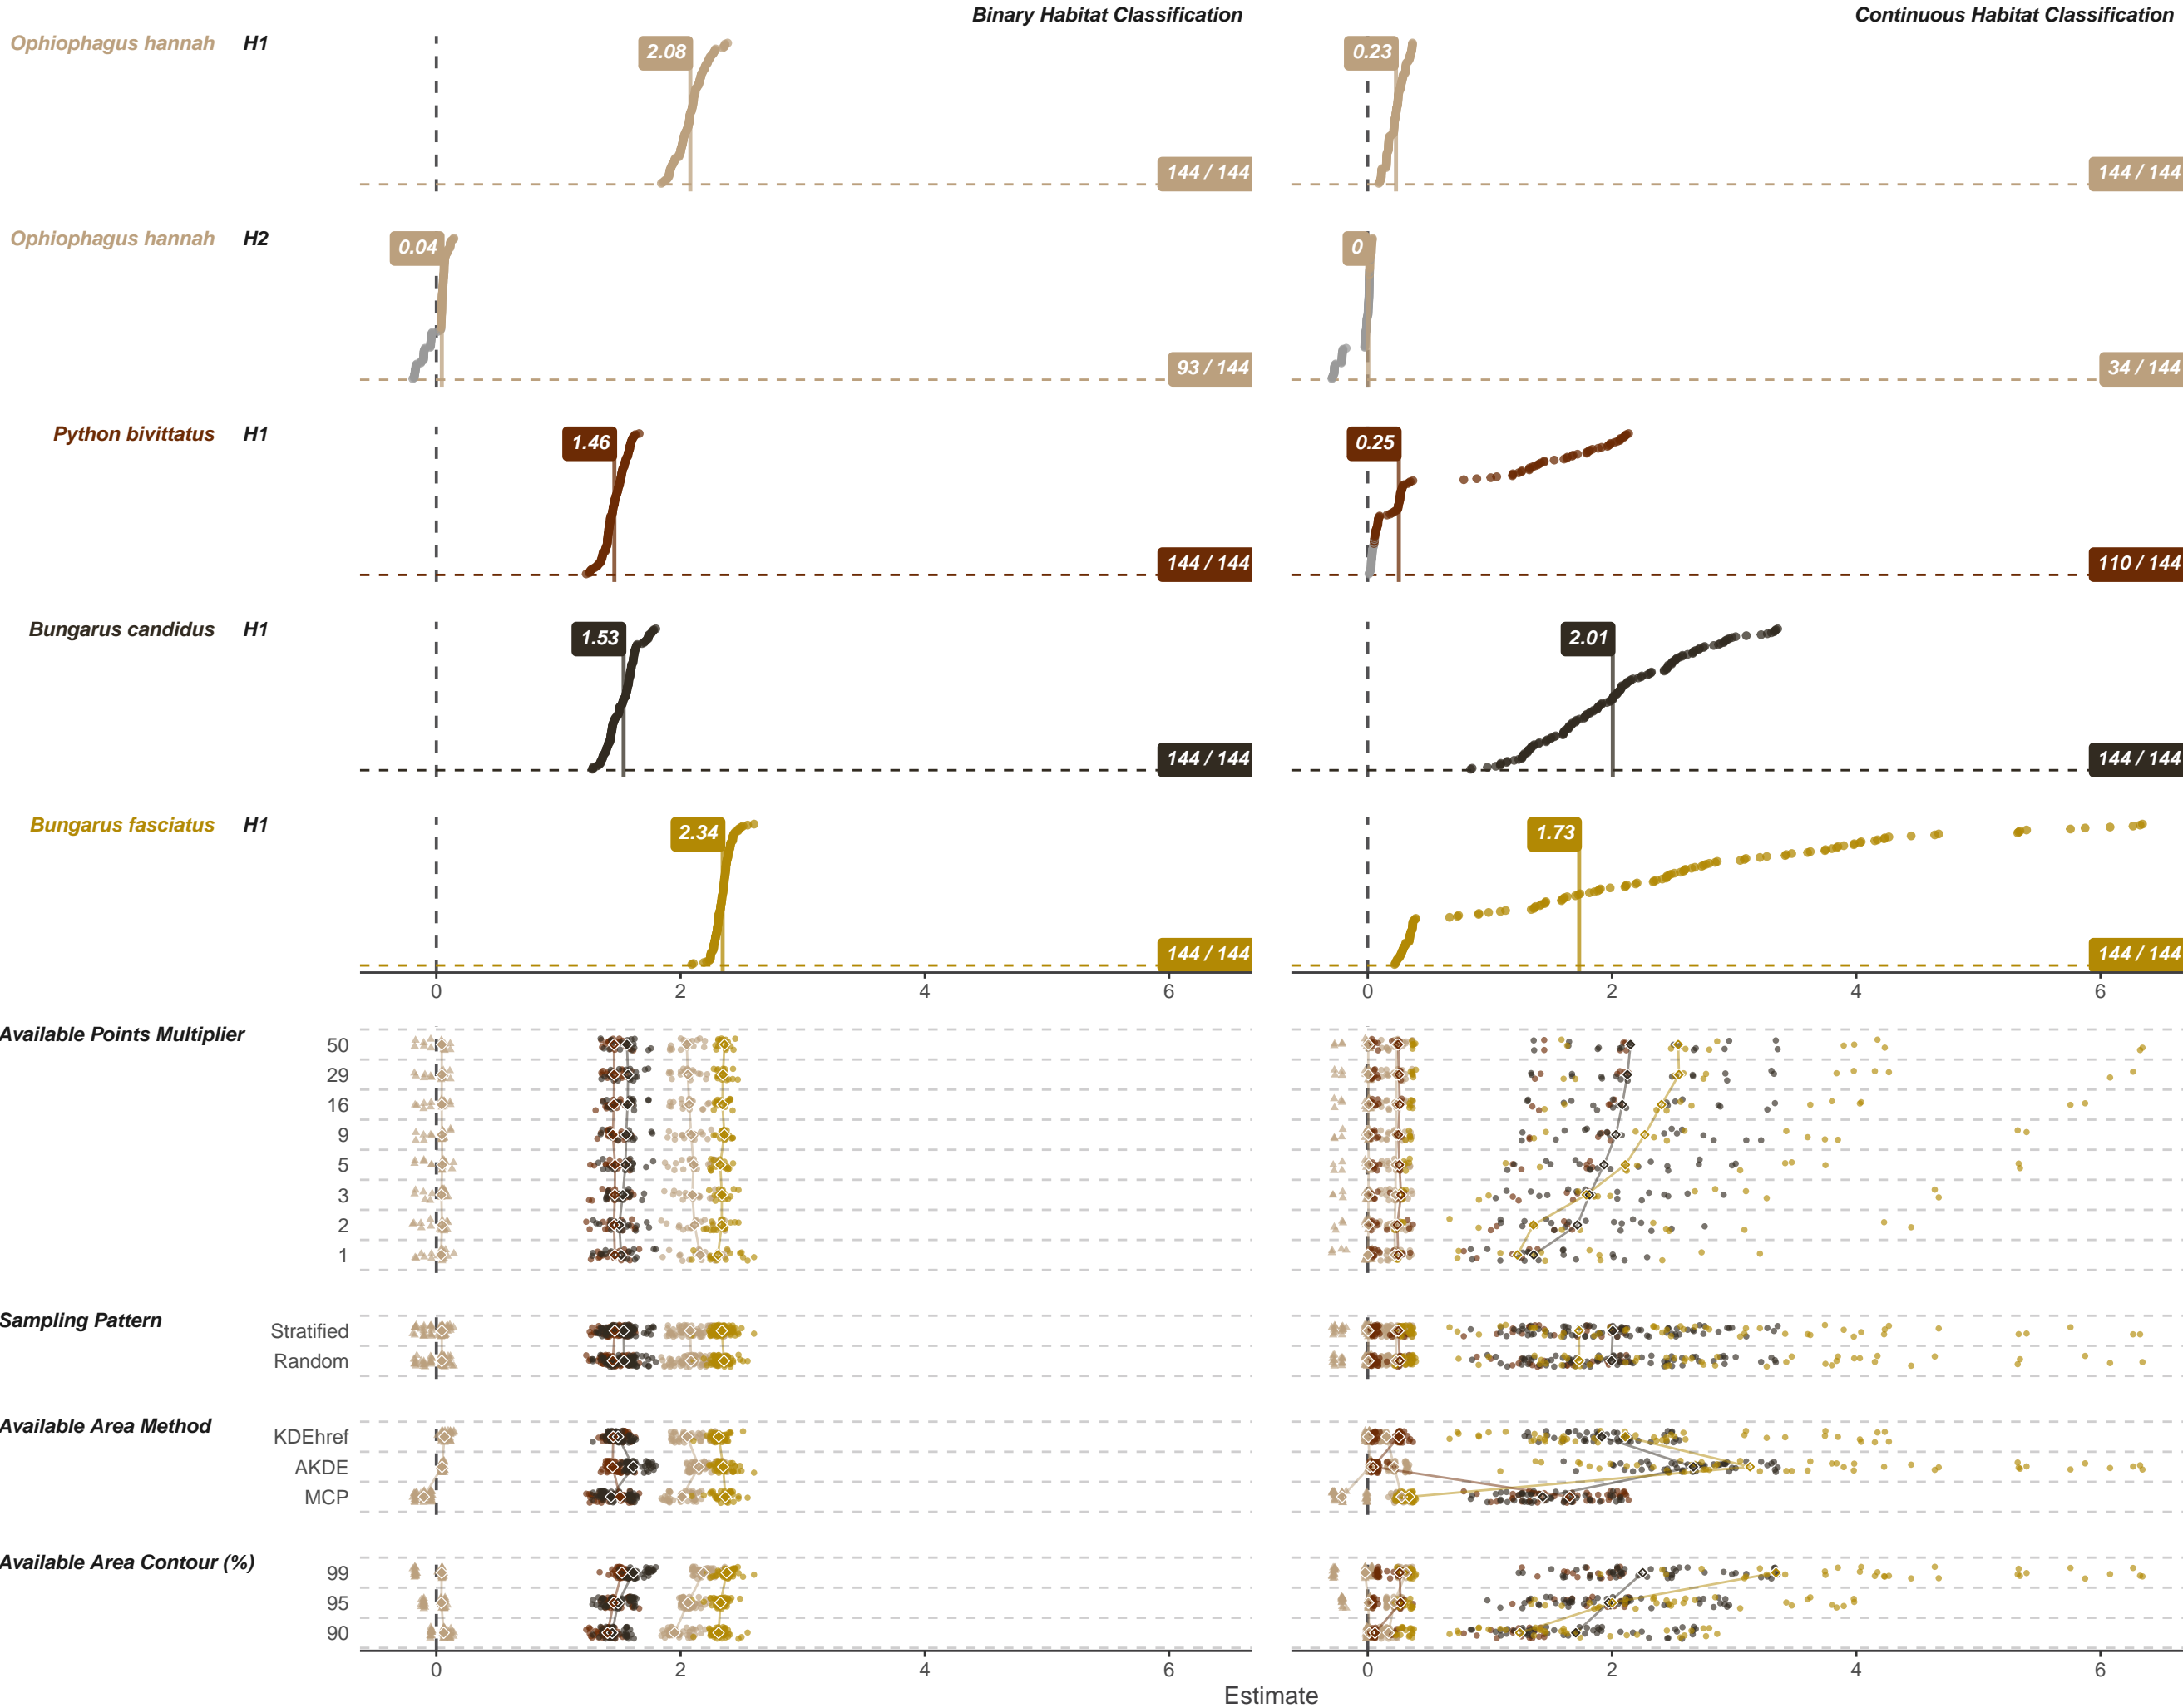 Binary Habitat Classification
Continuous Habitat Classification
Ophiophagus hannah H1
2.08
0.23
144 / 144
144 / 144
Ophiophagus hannah H2
0.04
0
93 / 144
34 / 144
Python bivittatus H1
1.46
0.25
144 / 144
110 / 144
Bungarus candidus H1
1.53
2.01
144 / 144
144 / 144
Bungarus fasciatus H1
2.34
1.73
144 / 144
144 / 144
0 2 4 6
0 2 4 6
Available Points Multiplier
50
29
16
9
5
3
2
1
Sampling Pattern
Stratified
Random
Available Area Method
KDEhref
AKDE
MCP
Available Area Contour (%)
99
95
90
0 2 4 6
0 2 4 6
Estimate